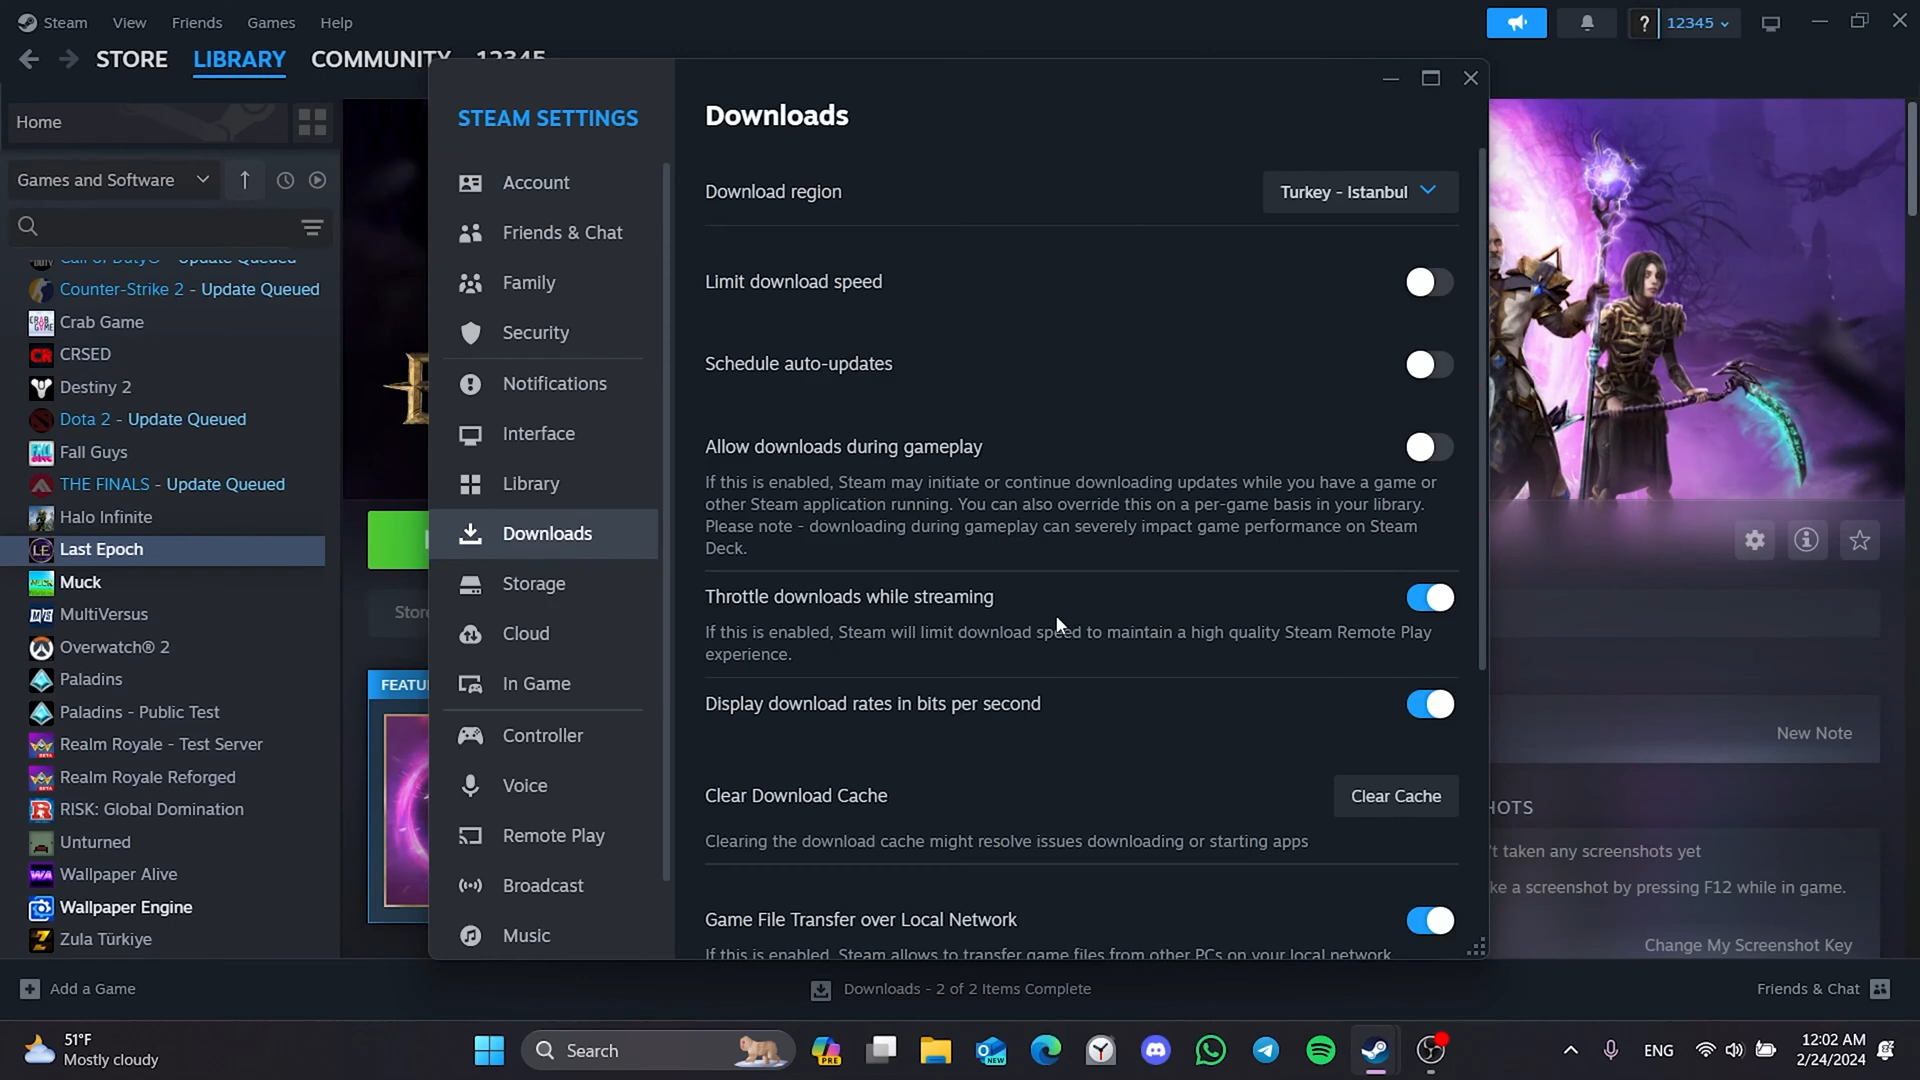 Steam View Friends Games Help
12345
STORE LIBRARY COMMUNITY 12345
Home
Games and Software
Call of Duty® - Update Queued
Counter-Strike 2 - Update Queued
Crab Game
CRSED
Destiny 2
Dota 2 - Update Queued
Fall Guys
THE FINALS - Update Queued
Halo Infinite
Last Epoch
Muck
MultiVersus
Overwatch® 2
Paladins
Paladins - Public Test
Realm Royale - Test Server
Realm Royale Reforged
RISK: Global Domination
Unturned
Wallpaper Alive
Wallpaper Engine
Zula Türkiye
STEAM SETTINGS
Account
Friends & Chat
Family
Security
Notifications
Interface
Library
Downloads
Storage
Cloud
In Game
Controller
Voice
Remote Play
Broadcast
Music
Downloads
Download region
Turkey - Istanbul
Limit download speed
Schedule auto-updates
Allow downloads during gameplay
If this is enabled, Steam may initiate or continue downloading updates while you have a game or
other Steam application running. You can also override this on a per-game basis in your library.
Please note - downloading during gameplay can severely impact game performance on Steam
Deck.
Throttle downloads while streaming
If this is enabled, Steam will limit download speed to maintain a high quality Steam Remote Play
experience.
Display download rates in bits per second
Clear Download Cache
Clear Cache
Clearing the download cache might resolve issues downloading or starting apps
Game File Transfer over Local Network
If this is enabled, Steam allows to transfer game files from other PCs on your local network
Store
FEATU
New Note
HOTS
't taken any screenshots yet
ke a screenshot by pressing F12 while in game.
Change My Screenshot Key
Add a Game
Downloads - 2 of 2 Items Complete
Friends & Chat
51°F
Mostly cloudy
Search
PRE
NEW
ENG
12:02 AM
2/24/2024